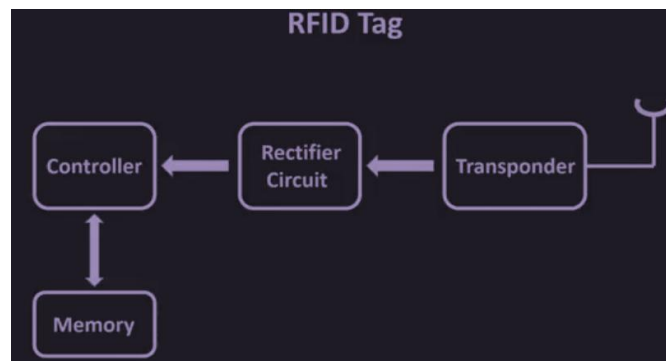 RFID Tag
Controller
Rectifier
Circuit
Transponder
Memory